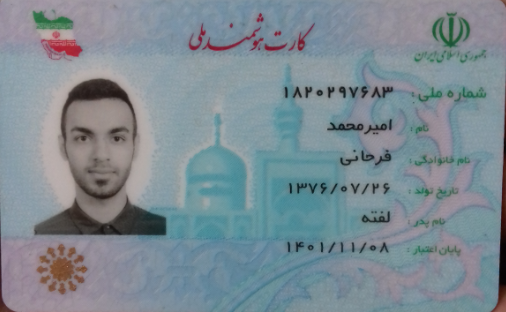 کارت هوشمند ملی
جمهوری اسلامی ایران
شماره ملی: ۱۸۲۰۲۹۷۶۸۳
نام: امیرمحمد
نام خانوادگی: فرحانی
تاریخ تولد: ۱۳۷۶/۰۷/۲۶
نام پدر: لفته
پایان اعتبار: ۱۴۰۱/۱۱/۰۸